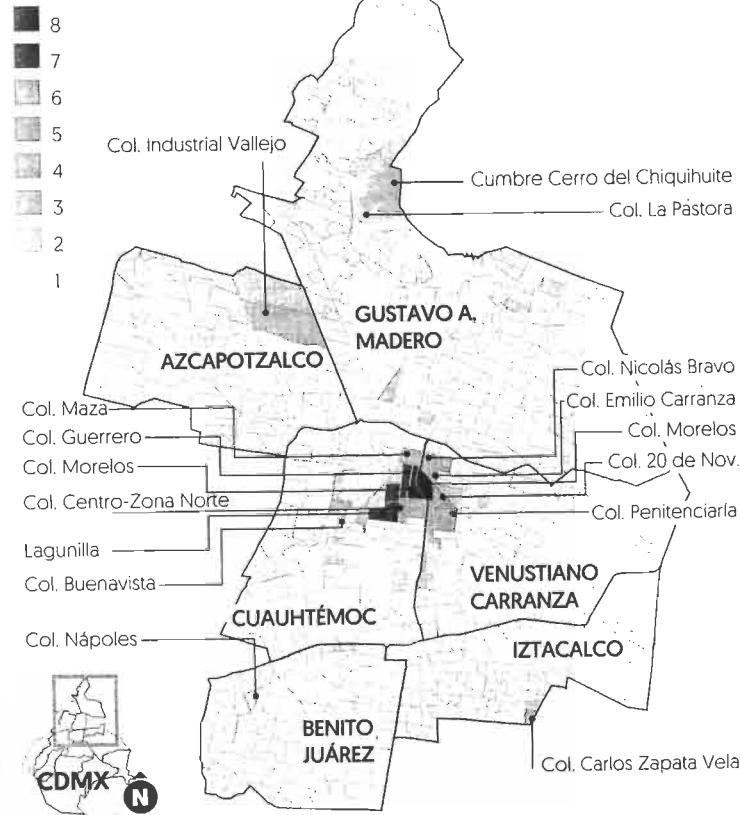 8
7
6
5
4
3
2
1
Col. Industrial Vallejo
Cumbre Cerro del Chiquihuite
Col. La Pastora
GUSTAVO A.
MADERO
AZCAPOTZALCO
Col. Nicolás Bravo
Col. Emilio Carranza
Col. Morelos
Col. 20 de Nov.
Col. Penitenciaría
Col. Maza
Col. Guerrero
Col. Morelos
Col. Centro-Zona Norte
Lagunilla
Col. Buenavista
VENUSTIANO
CARRANZA
CUAUHTÉMOC
Col. Nápoles
IZTACALCO
BENITO
JUÁREZ
Col. Carlos Zapata Vela
CDMX
N